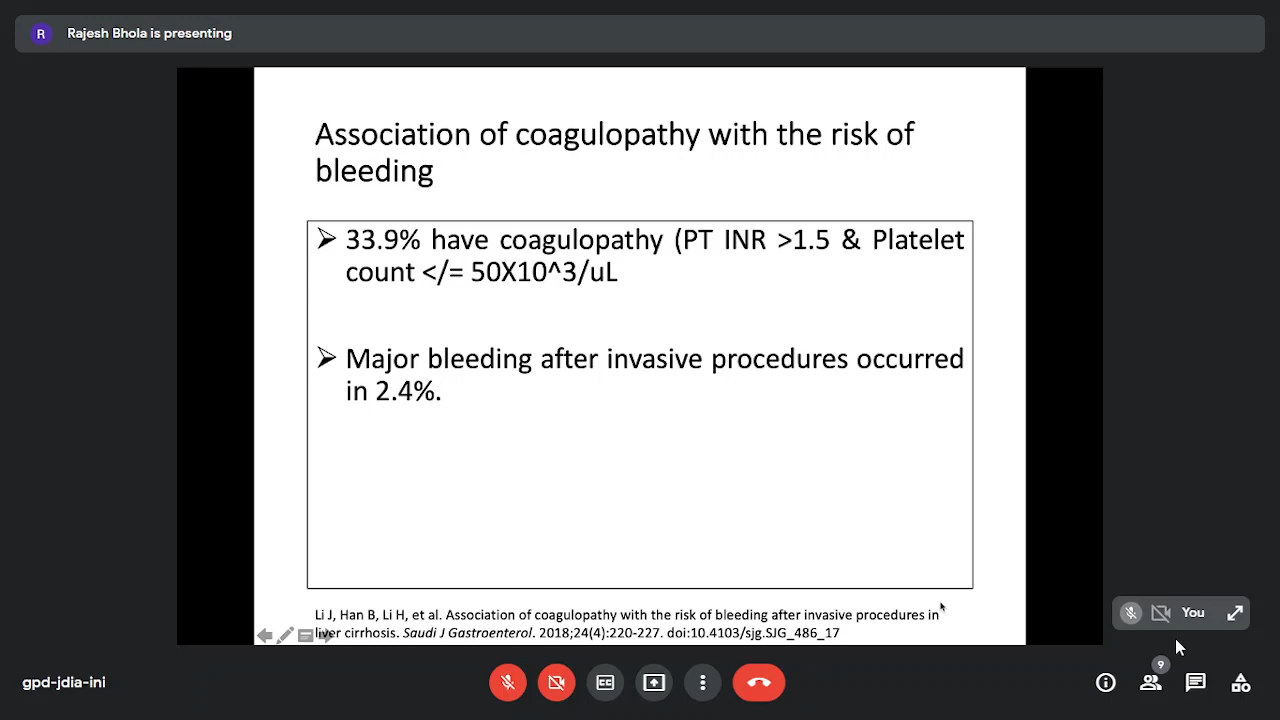 R Rajesh Bhola is presenting
Association of coagulopathy with the risk of
bleeding
➢ 33.9% have coagulopathy (PT INR >1.5 & Platelet
count </= 50X10^3/uL
➢ Major bleeding after invasive procedures occurred
in 2.4%.
Li J, Han B, Li H, et al. Association of coagulopathy with the risk of bleeding after invasive procedures in
liver cirrhosis. Saudi J Gastroenterol. 2018;24(4):220-227. doi:10.4103/sjg.SJG_486_17
You
gpd-jdia-ini
CC
9